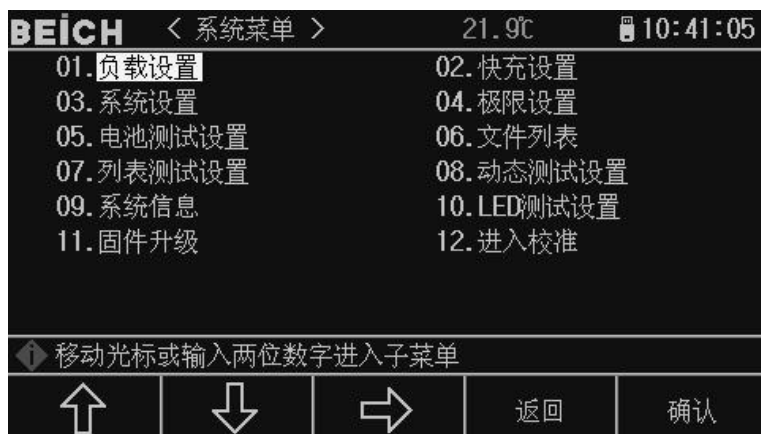 BEICH < 系统菜单 > 21.9℃ 10:41:05
01.负载设置 02.快充设置
03.系统设置 04.极限设置
05.电池测试设置 06.文件列表
07.列表测试设置 08.动态测试设置
09.系统信息 10.LED测试设置
11.固件升级 12.进入校准
移动光标或输入两位数字进入子菜单
返回 确认